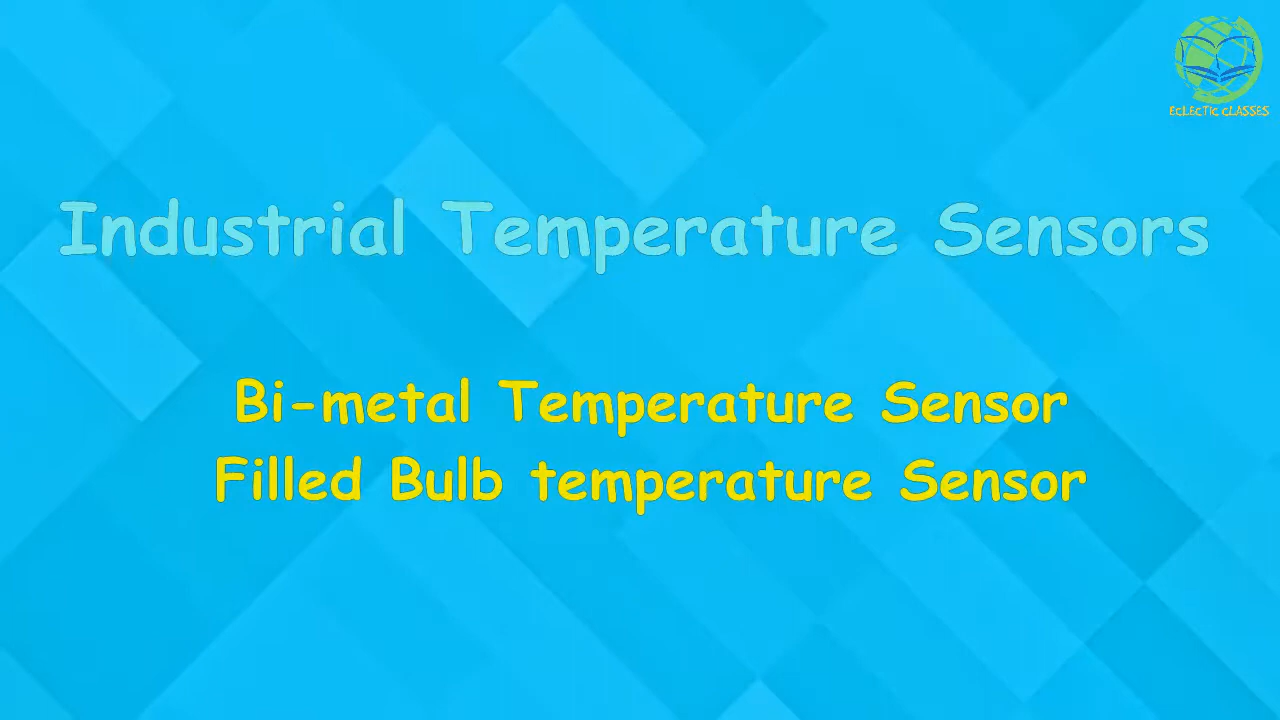 ECLECTIC CLASSES
Industrial Temperature Sensors
Bi-metal Temperature Sensor
Filled Bulb temperature Sensor